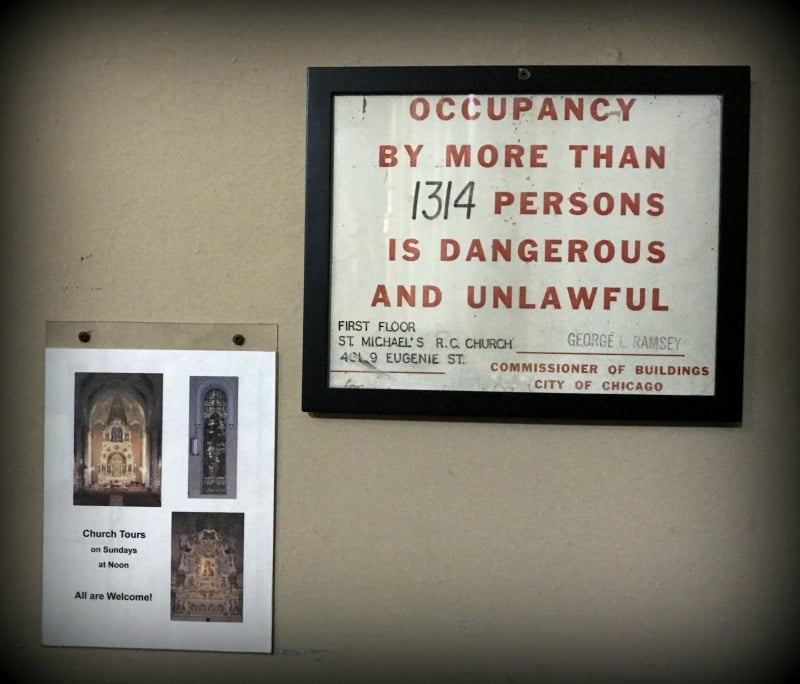 OCCUPANCY
BY MORE THAN
1314 PERSONS
IS DANGEROUS
AND UNLAWFUL
FIRST FLOOR
ST. MICHAEL'S R.C. CHURCH
EUGENIE ST.
GEORGE L RAMSEY
COMMISSIONER OF BUILDINGS
CITY OF CHICAGO
Church Tours
on Sundays
at Noon
All are Welcome!